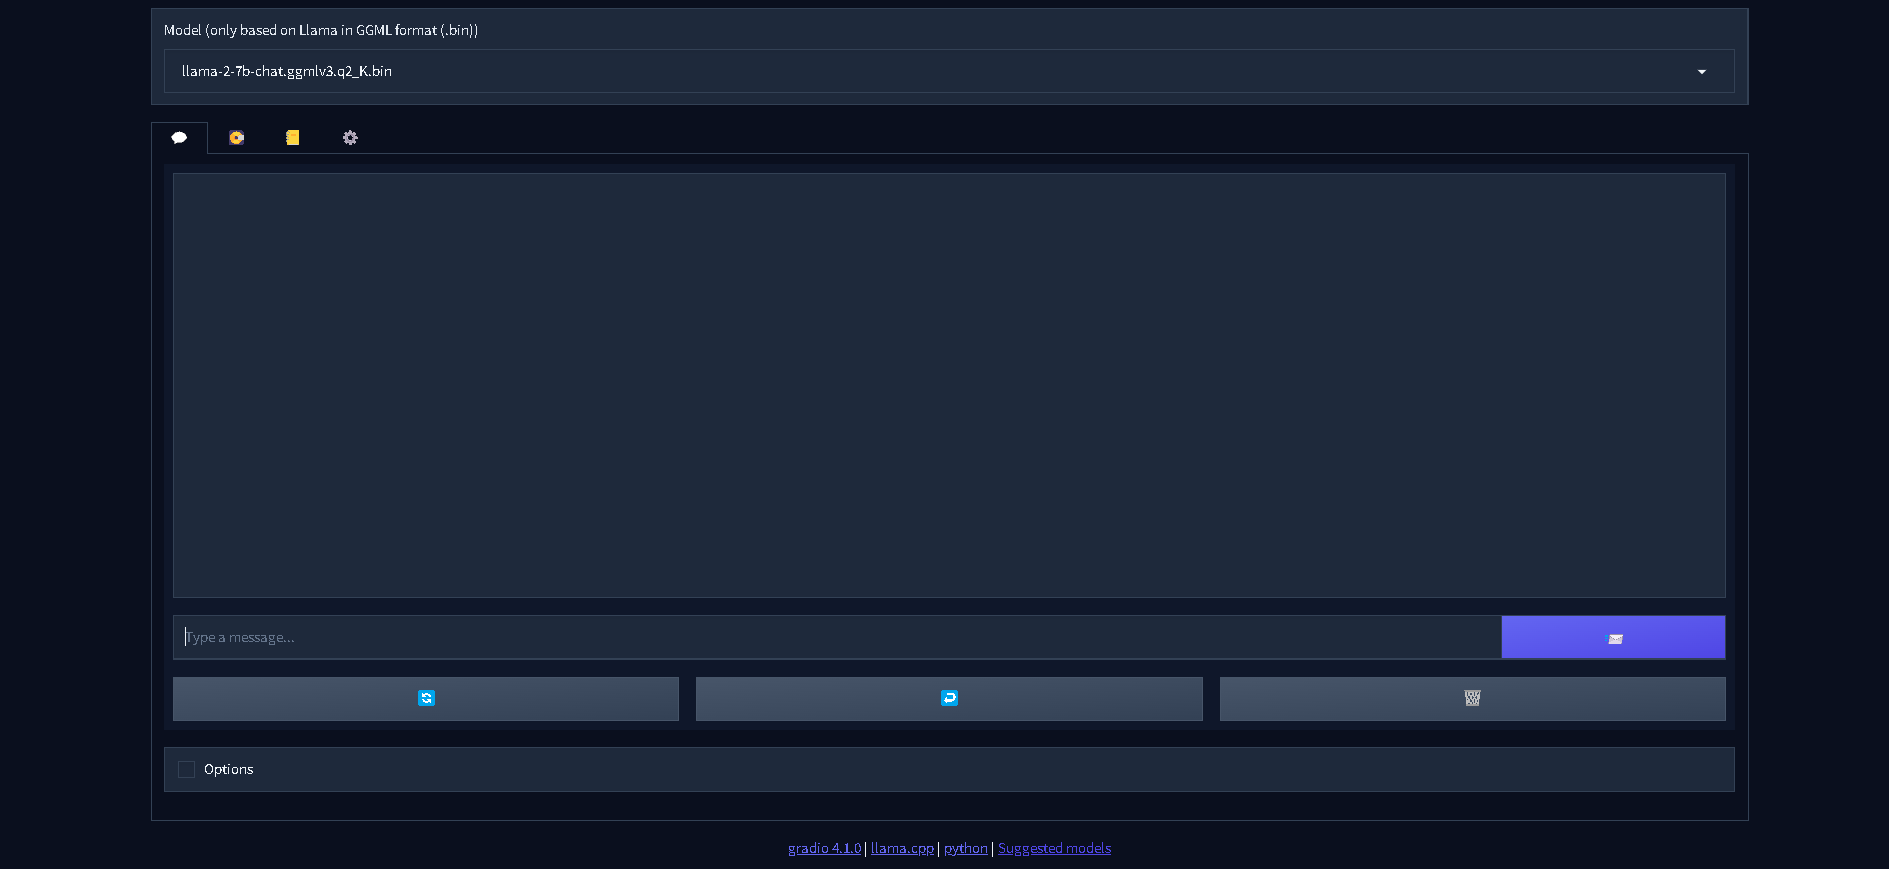 Model (only based on Llama in GGML format (.bin))
llama-2-7b-chat.ggmlv3.q2_K.bin
Type a message...
Options
gradio 4.1.0 | llama.cpp | python | Suggested models